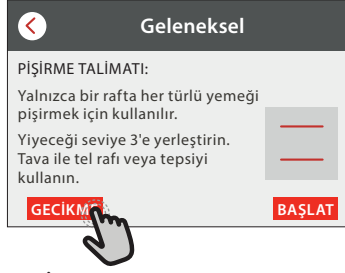 Geleneksel
PİŞİRME TALİMATI:
Yalnızca bir rafta her türlü yemeği
pişirmek için kullanılır.
Yiyeceği seviye 3'e yerleştirin.
Tava ile tel rafı veya tepsiyi
kullanın.
BAŞLAT